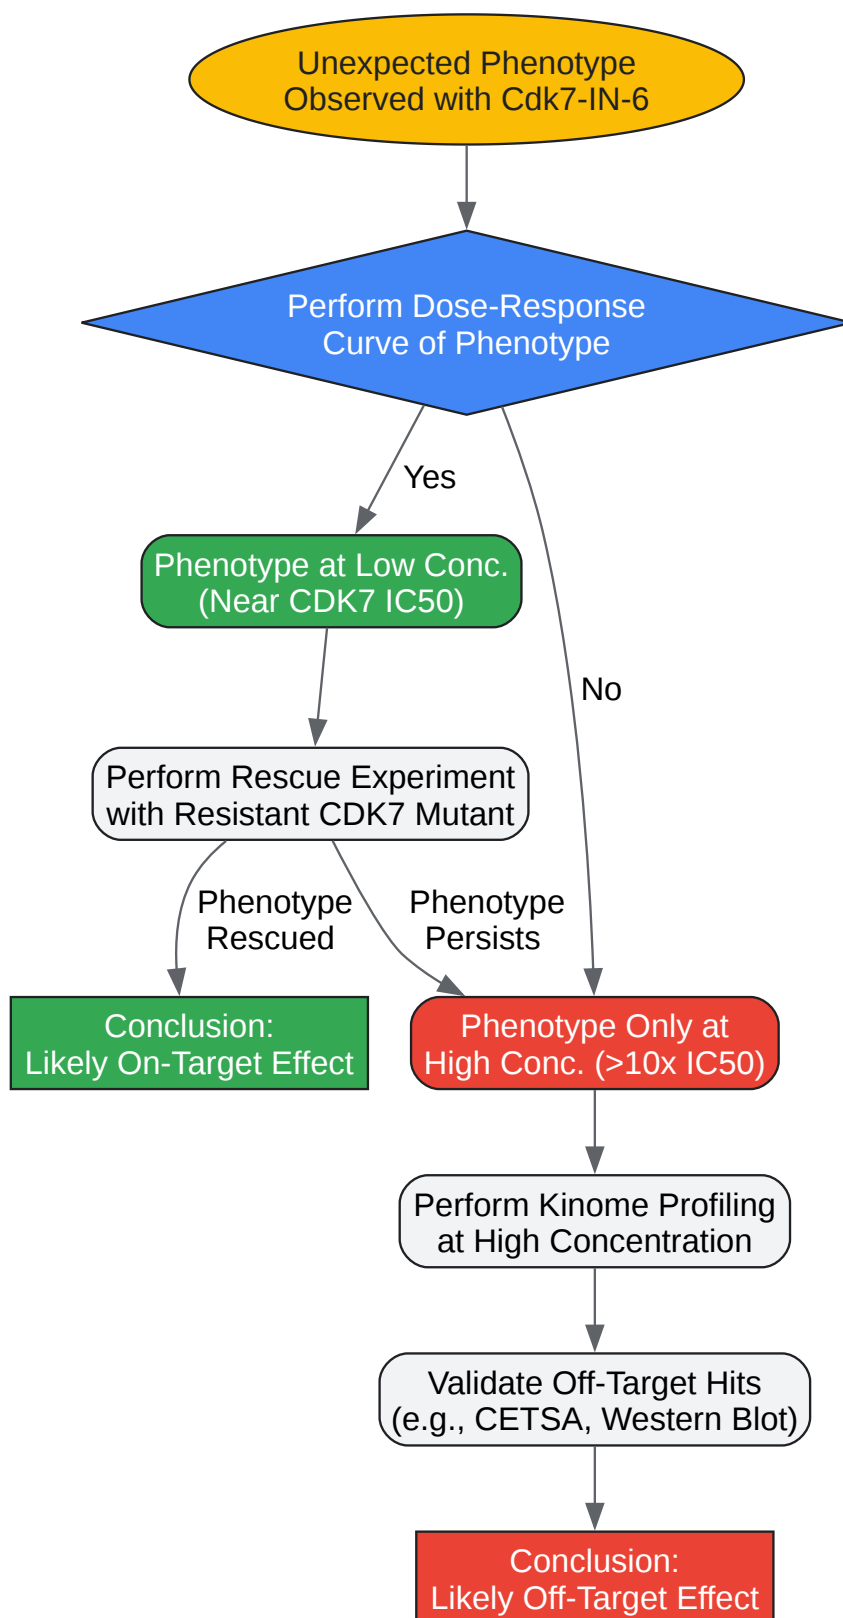 Unexpected Phenotype
Observed with Cdk7-IN-6
Perform Dose-Response
Curve of Phenotype
Yes
Phenotype at Low Conc.
(Near CDK7 IC50)
No
Perform Rescue Experiment
with Resistant CDK7 Mutant
Phenotype
Rescued
Phenotype
Persists
Conclusion:
Likely On-Target Effect
Phenotype Only at
High Conc. (>10x IC50)
Perform Kinome Profiling
at High Concentration
Validate Off-Target Hits
(e.g., CETSA, Western Blot)
Conclusion:
Likely Off-Target Effect